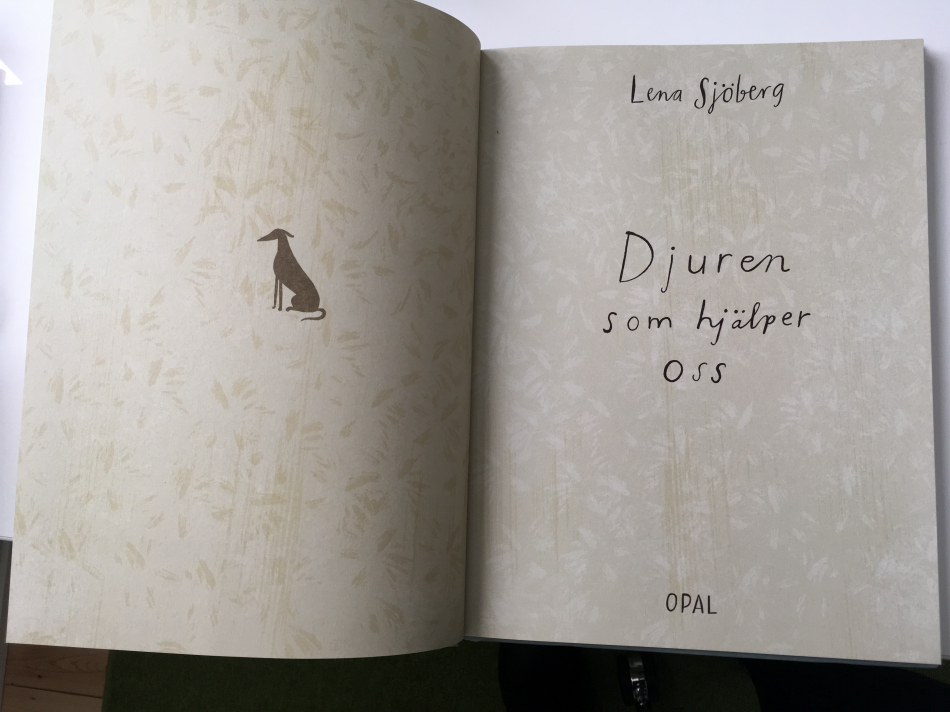 Lena Sjöberg
Djuren
som hjälper
oss
OPAL